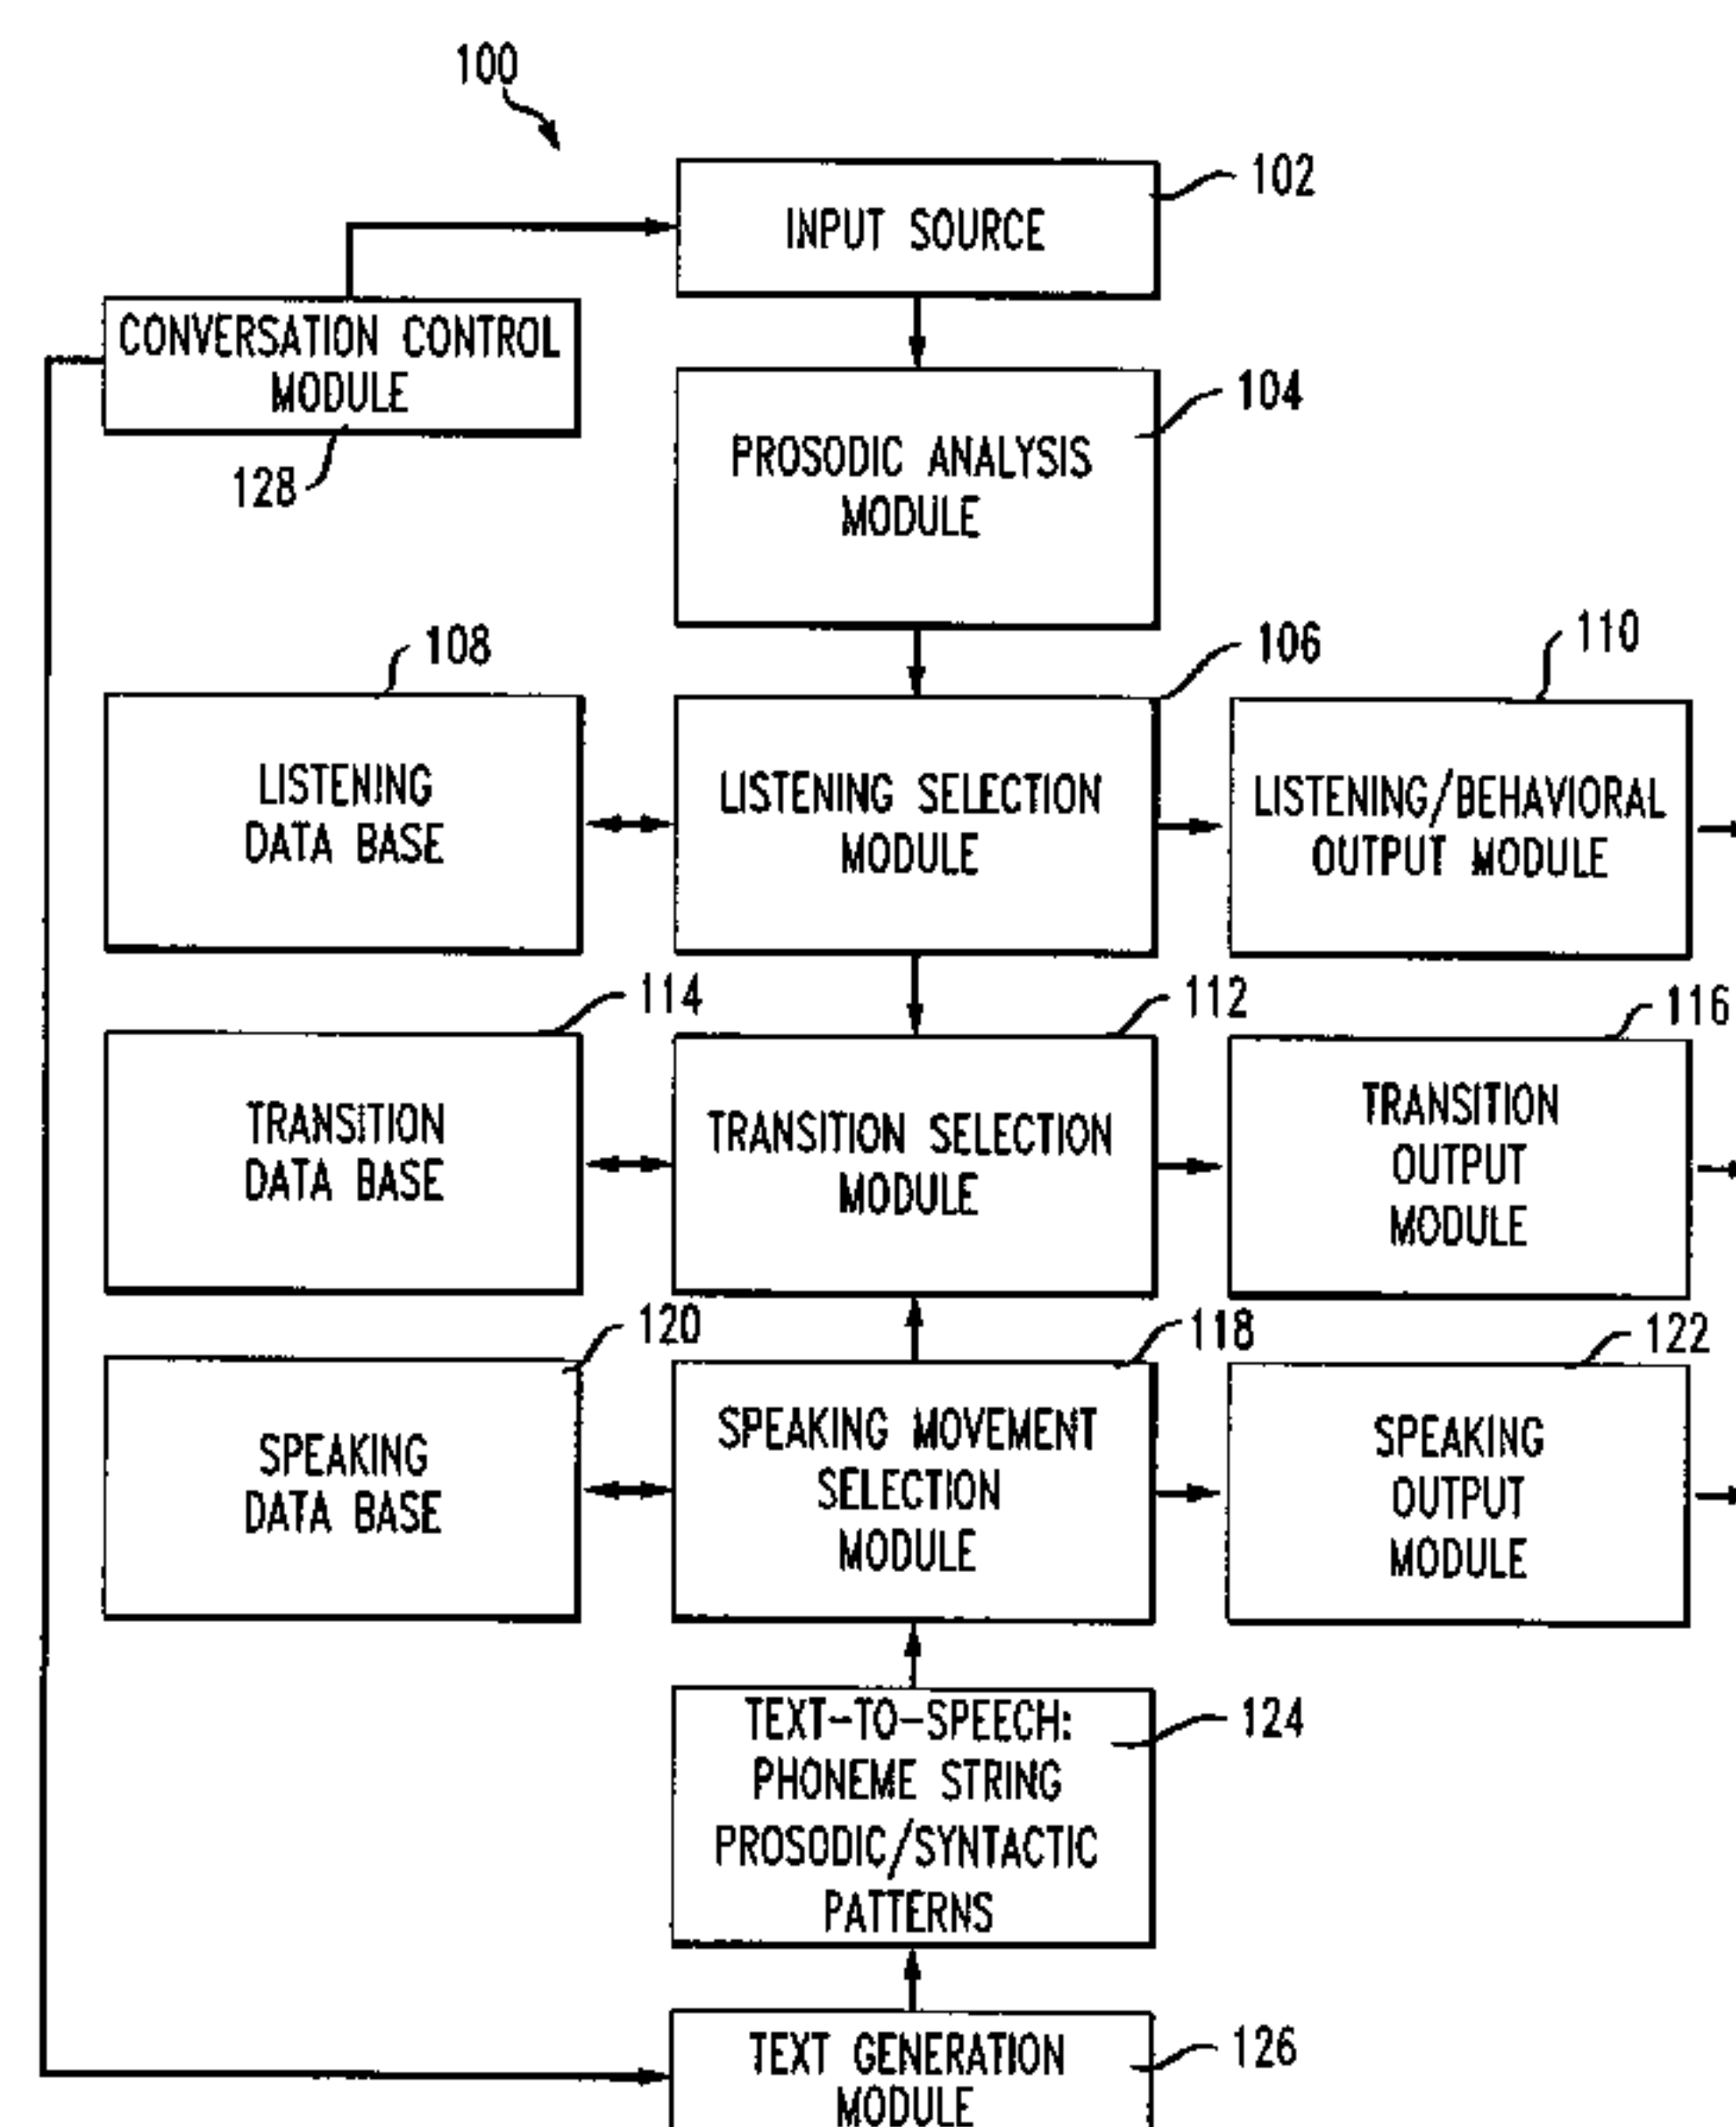 100
102
INPUT SOURCE
CONVERSATION CONTROL
MODULE
128
104
PROSODIC ANALYSIS
MODULE
108
106
110
LISTENING
DATA BASE
LISTENING SELECTION
MODULE
LISTENING/BEHAVIORAL
OUTPUT MODULE
114
112
116
TRANSITION
DATA BASE
TRANSITION SELECTION
MODULE
TRANSITION
OUTPUT
MODULE
120
118
122
SPEAKING
DATA BASE
SPEAKING MOVEMENT
SELECTION
MODULE
SPEAKING
OUTPUT
MODULE
124
TEXT-TO-SPEECH:
PHONEME STRING
PROSODIC/SYNTACTIC
PATTERNS
126
TEXT GENERATION
MODULE